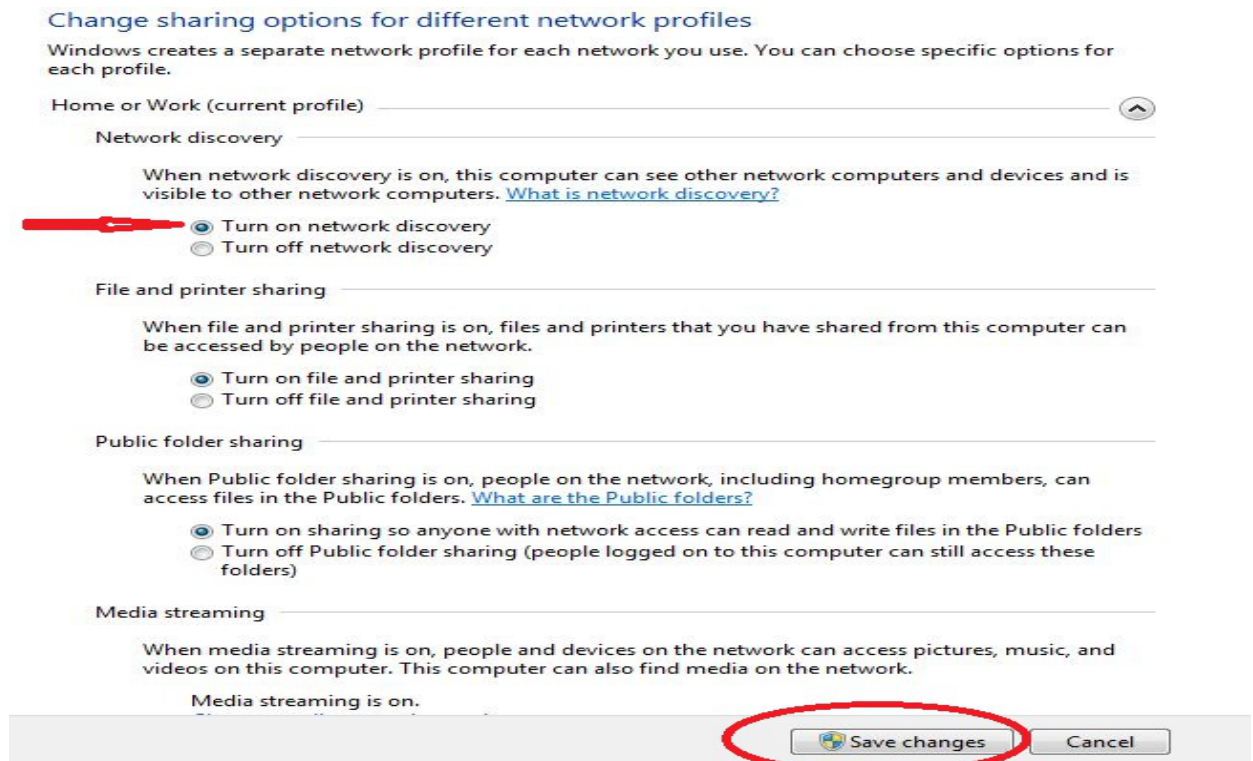 Change sharing options for different network profiles
Windows creates a separate network profile for each network you use. You can choose specific options for
each profile.
Home or Work (current profile)
Network discovery
When network discovery is on, this computer can see other network computers and devices and is
visible to other network computers. What is network discovery?
Turn on network discovery
Turn off network discovery
File and printer sharing
When file and printer sharing is on, files and printers that you have shared from this computer can
be accessed by people on the network.
Turn on file and printer sharing
Turn off file and printer sharing
Public folder sharing
When Public folder sharing is on, people on the network, including homegroup members, can
access files in the Public folders. What are the Public folders?
Turn on sharing so anyone with network access can read and write files in the Public folders
Turn off Public folder sharing (people logged on to this computer can still access these
folders)
Media streaming
When media streaming is on, people and devices on the network can access pictures, music, and
videos on this computer. This computer can also find media on the network.
Media streaming is on.
Save changes
Cancel